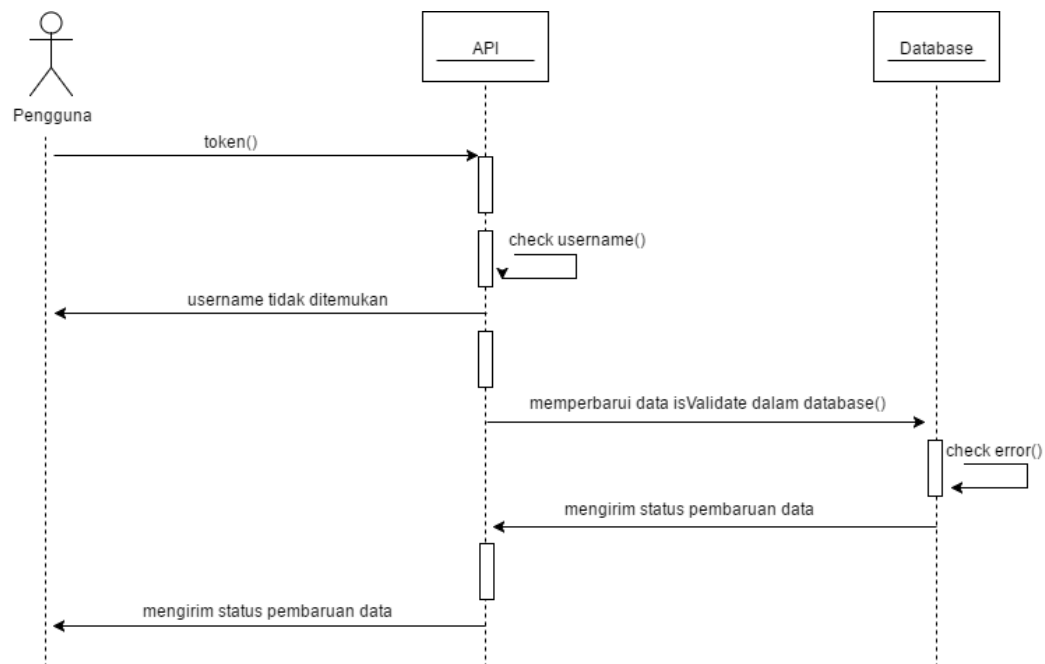 API
Database
Pengguna
token()
check username()
username tidak ditemukan
memperbarui data isValidate dalam database()
check error()
mengirim status pembaruan data
mengirim status pembaruan data